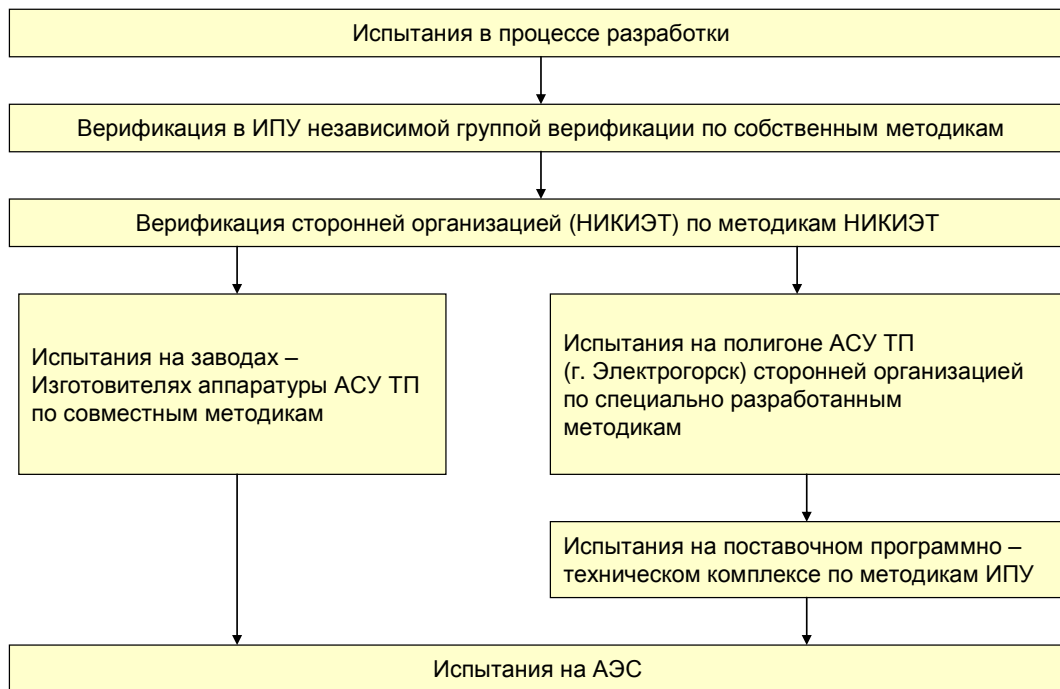 Испытания в процессе разработки
Верификация в ИПУ независимой группой верификации по собственным методикам
Верификация сторонней организацией (НИКИЭТ) по методикам НИКИЭТ
Испытания на заводах –
Изготовителях аппаратуры АСУ ТП
по совместным методикам
Испытания на полигоне АСУ ТП
(г. Электрогорск) сторонней организацией
по специально разработанным
методикам
Испытания на поставочном программно –
техническом комплексе по методикам ИПУ
Испытания на АЭС